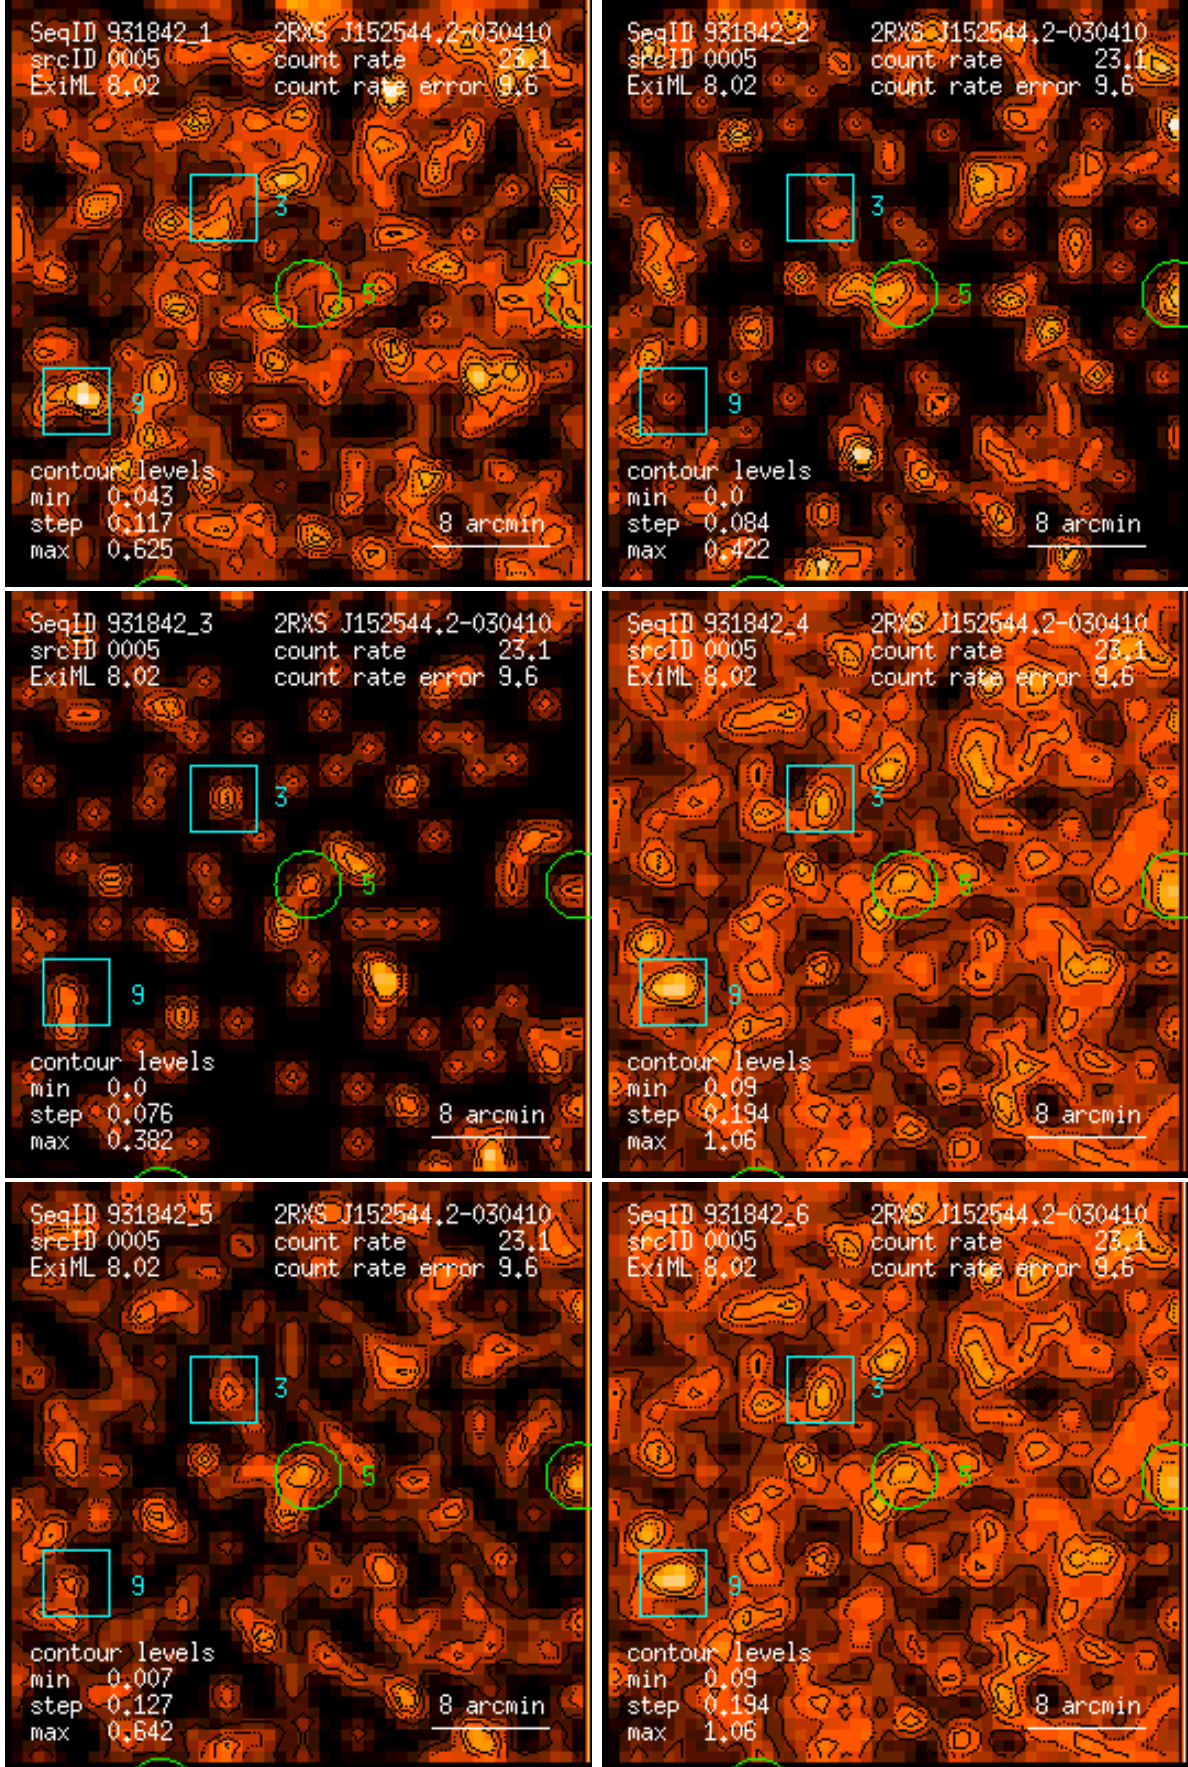 SeqID 931842_1 2RXS J152544.2-030410
srcID 0005 count rate 23.1
ExiML 8.02 count rate error 9.6
3
5
9
contour levels
min 0.043
step 0.117 8 arcmin
max 0.625
SeqID 931842_2 2RXS J152544.2-030410
srcID 0005 count rate 23.1
ExiML 8.02 count rate error 9.6
3
5
9
contour levels
min 0.0
step 0.084 8 arcmin
max 0.422
SeqID 931842_3 2RXS J152544.2-030410
srcID 0005 count rate 23.1
ExiML 8.02 count rate error 9.6
3
5
9
contour levels
min 0.0
step 0.076 8 arcmin
max 0.382
SeqID 931842_4 2RXS J152544.2-030410
srcID 0005 count rate 23.1
ExiML 8.02 count rate error 9.6
3
5
9
contour levels
min 0.09
step 0.194 8 arcmin
max 1.06
SeqID 931842_5 2RXS J152544.2-030410
srcID 0005 count rate 23.1
ExiML 8.02 count rate error 9.6
3
5
9
contour levels
min 0.007
step 0.127 8 arcmin
max 0.642
SeqID 931842_6 2RXS J152544.2-030410
srcID 0005 count rate 23.1
ExiML 8.02 count rate error 9.6
3
5
9
contour levels
min 0.09
step 0.194 8 arcmin
max 1.06